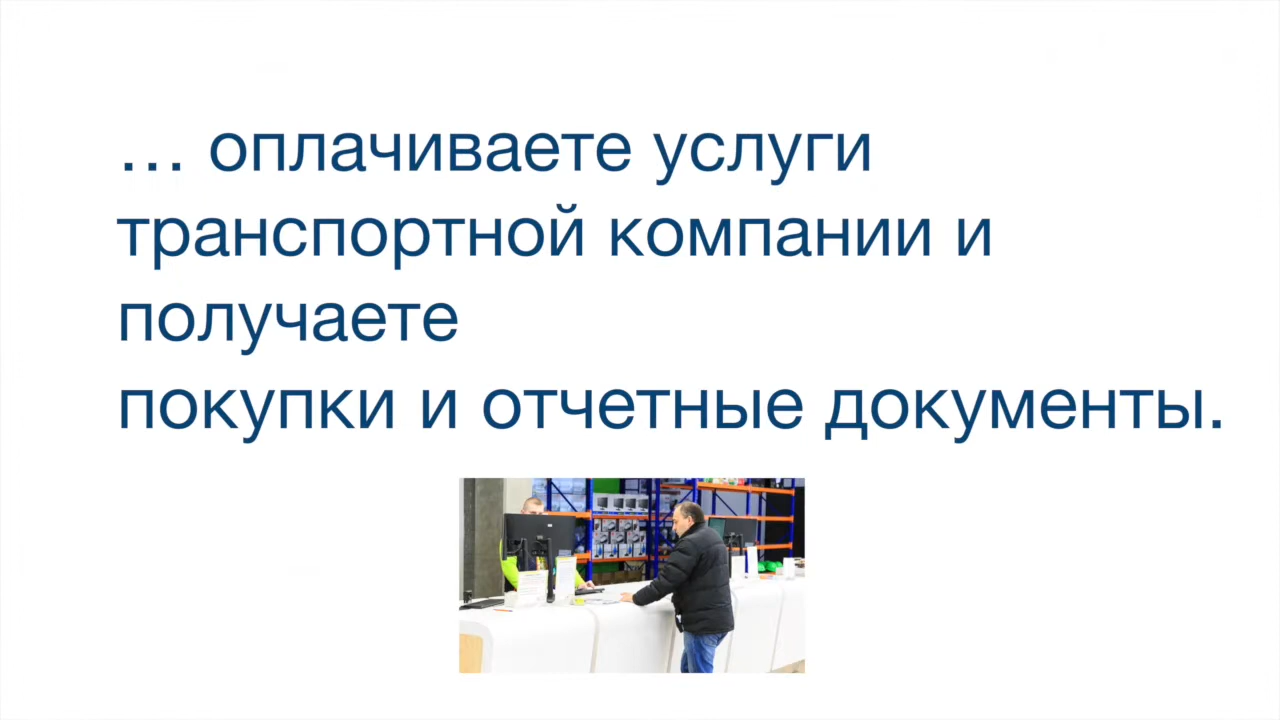 … оплачиваете услуги
транспортной компании и
получаете
покупки и отчетные документы.